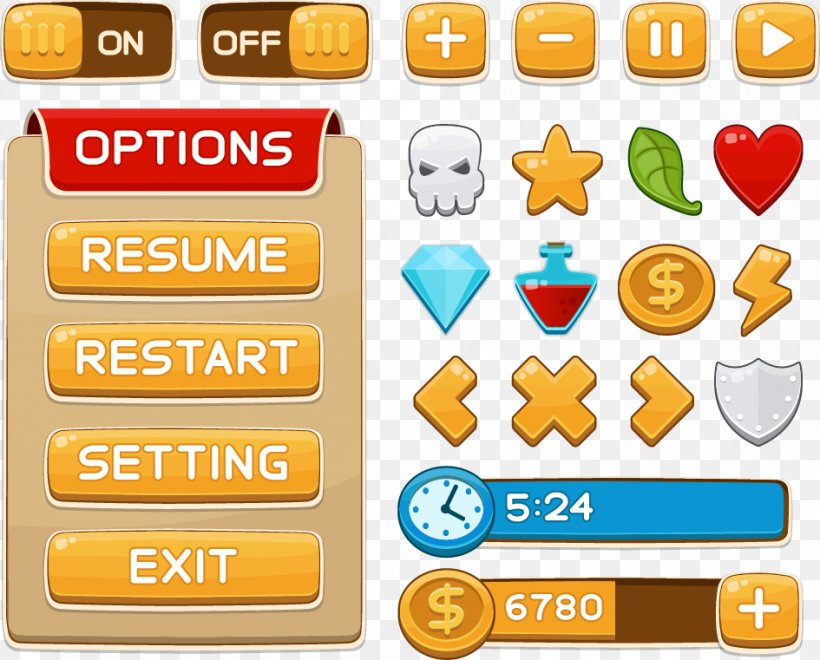 ON
OFF
OPTIONS
RESUME
RESTART
SETTING
EXIT
$
5:24
$
6780